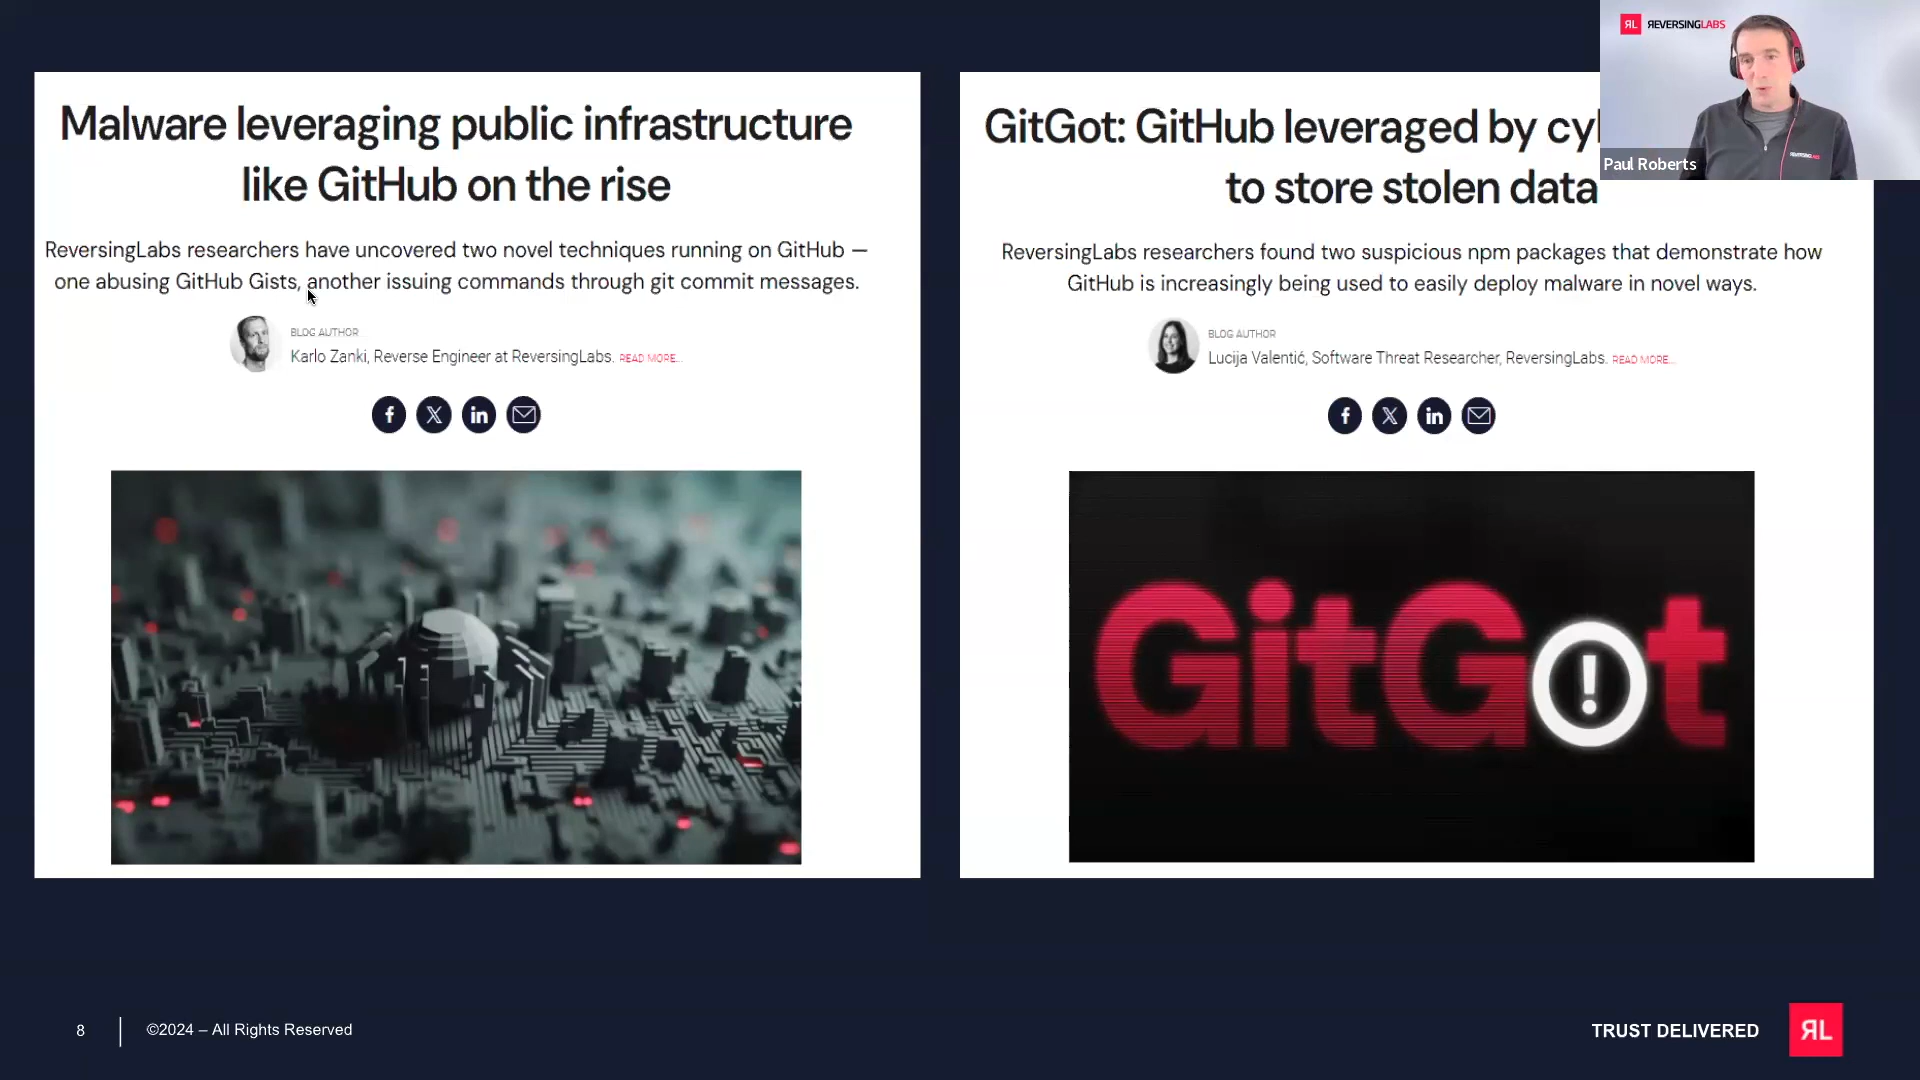 Malware leveraging public infrastructure
like GitHub on the rise
ReversingLabs researchers have uncovered two novel techniques running on GitHub —
one abusing GitHub Gists, another issuing commands through git commit messages.
BLOG AUTHOR
Karlo Zanki, Reverse Engineer at ReversingLabs. READ MORE...
f X in
GitGot: GitHub leveraged by cy
to store stolen data
ReversingLabs researchers found two suspicious npm packages that demonstrate how
GitHub is increasingly being used to easily deploy malware in novel ways.
BLOG AUTHOR
Lucija Valentić, Software Threat Researcher, ReversingLabs. READ MORE...
f X in
GitGot
!
RL REVERSINGLABS
REVERSINGLABS
Paul Roberts
8
©2024 – All Rights Reserved
TRUST DELIVERED
RL